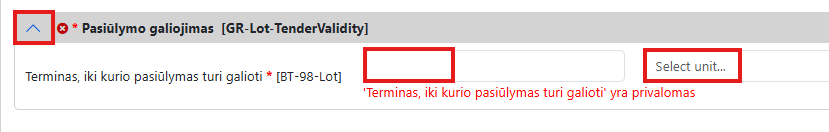 * Pasiūlymo galiojimas [GR-Lot-TenderValidity]
Terminas, iki kurio pasiūlymas turi galioti * [BT-98-Lot] Select unit...
'Terminas, iki kurio pasiūlymas turi galioti' yra privalomas